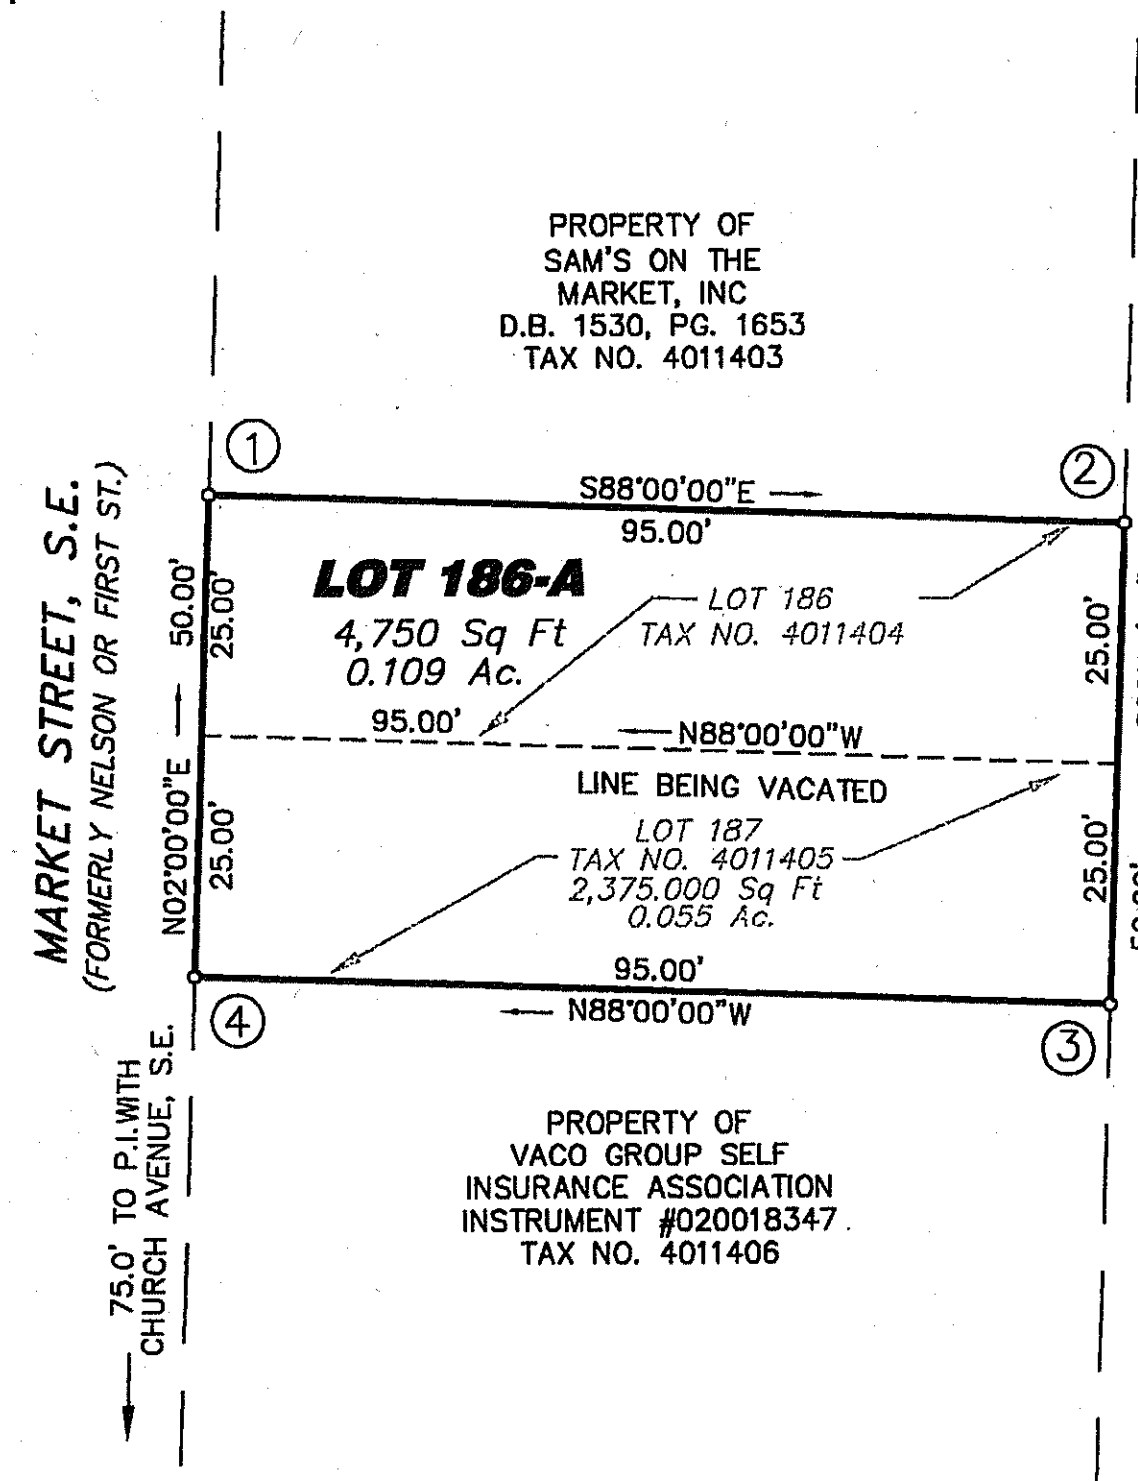 PROPERTY OF
SAM'S ON THE
MARKET, INC
D.B. 1530, PG. 1653
TAX NO. 4011403
1
2
S88°00'00"E
95.00'
LOT 186-A
4,750 Sq Ft
0.109 Ac.
LOT 186
TAX NO. 4011404
MARKET STREET, S.E.
(FORMERLY NELSON OR FIRST ST.)
N02°00'00"E
50.00'
25.00'
25.00'
25.00'
25.00'
95.00'
N88°00'00"W
LINE BEING VACATED
LOT 187
TAX NO. 4011405
2,375.000 Sq Ft
0.055 Ac.
95.00'
N88°00'00"W
4
3
75.0' TO P.I.WITH
CHURCH AVENUE, S.E.
PROPERTY OF
VACO GROUP SELF
INSURANCE ASSOCIATION
INSTRUMENT #020018347
TAX NO. 4011406